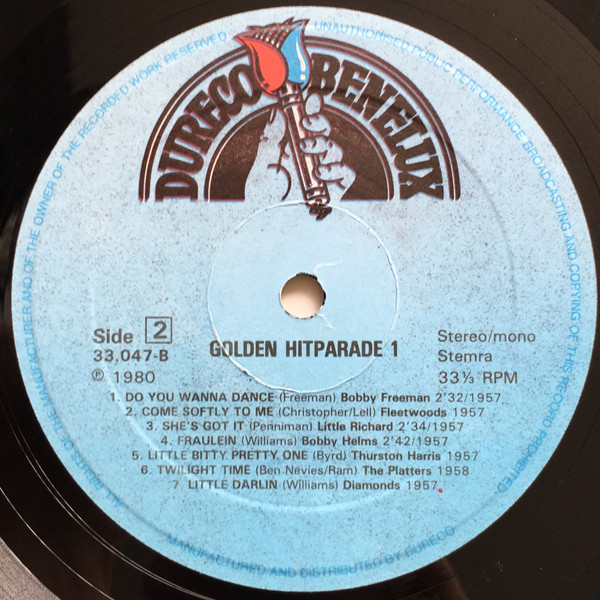 UNAUTHORISED PUBLIC PERFORMANCE BROADCASTING AND COPYING OF THIS RECORD PROHIBITED
ALL RIGHTS OF THE MANUFACTURER AND OF THE OWNER OF THE RECORDED WORK RESERVED
DURECO BENELUX
Side 2
33,047-B
℗ 1980
GOLDEN HITPARADE 1
Stereo/mono
Stemra
33⅓ RPM
1. DO YOU WANNA DANCE (Freeman) Bobby Freeman 2'32/1957
2. COME SOFTLY TO ME (Christopher/Lell) Fleetwoods 1957
3. SHE'S GOT IT (Penniman) Little Richard 2'34/1957
4. FRAULEIN (Williams) Bobby Helms 2'42/1957
5. LITTLE BITTY PRETTY ONE (Byrd) Thurston Harris 1957
6. TWILIGHT TIME (Ben Nevies/Ram) The Platters 1958
7. LITTLE DARLIN (Williams) Diamonds 1957
MANUFACTURED AND DISTRIBUTED BY DURECO